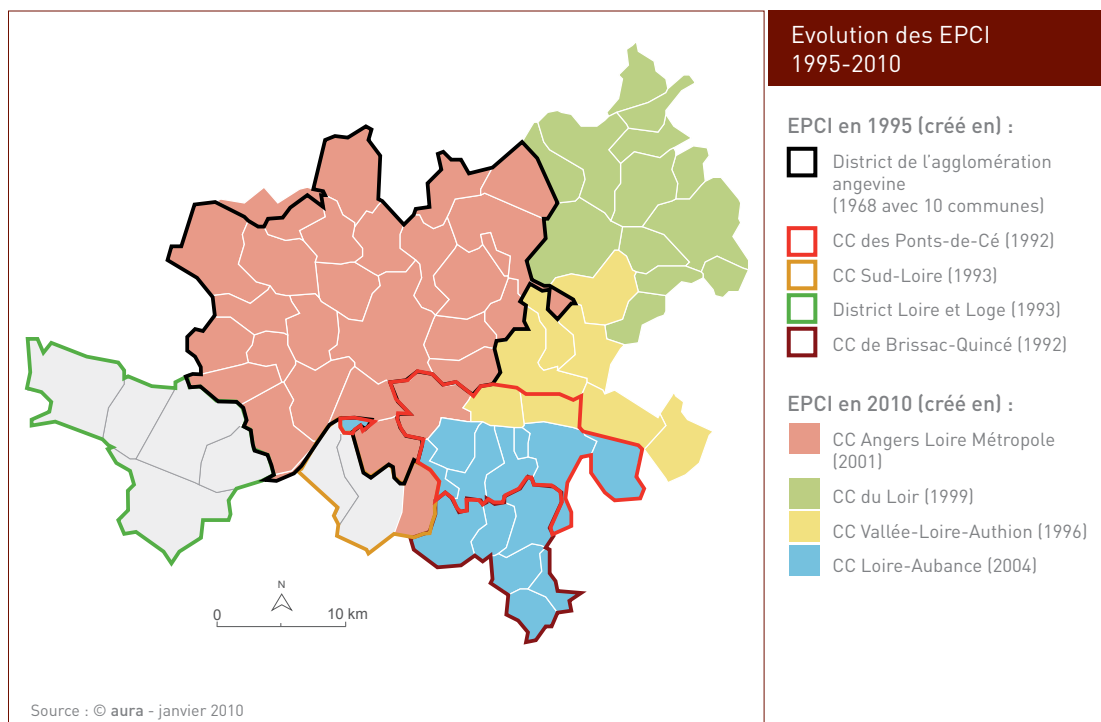 Evolution des EPCI
1995-2010
EPCI en 1995 (créé en) :
District de l'agglomération
angevine
(1968 avec 10 communes)
CC des Ponts-de-Cé (1992)
CC Sud-Loire (1993)
District Loire et Loge (1993)
CC de Brissac-Quincé (1992)
EPCI en 2010 (créé en) :
CC Angers Loire Métropole
(2001)
CC du Loir (1999)
CC Vallée-Loire-Authion (1996)
CC Loire-Aubance (2004)
N
0 10 km
Source : © aura - janvier 2010